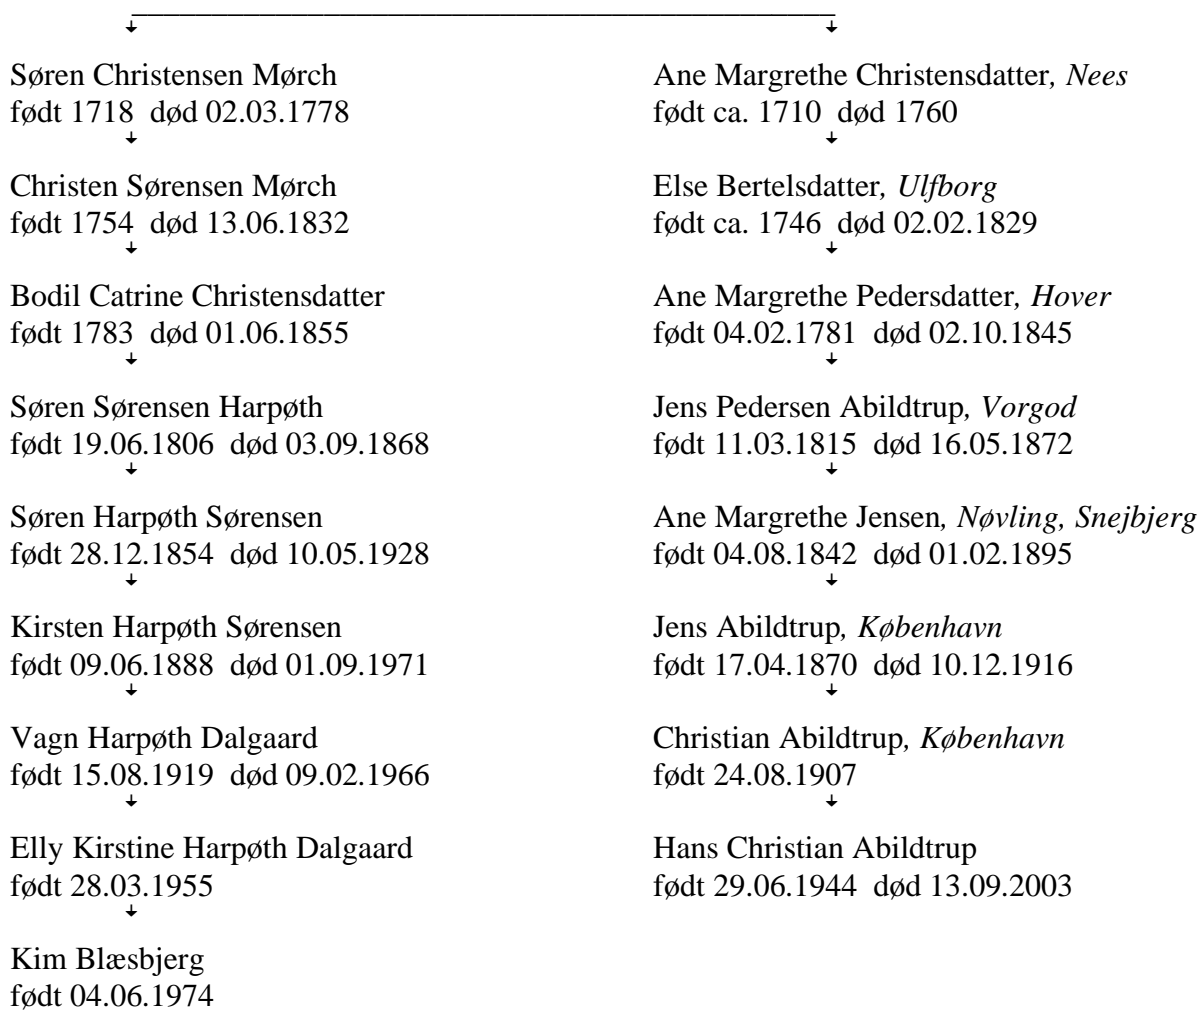 Søren Christensen Mørch
født 1718 død 02.03.1778
Christen Sørensen Mørch
født 1754 død 13.06.1832
Bodil Catrine Christensdatter
født 1783 død 01.06.1855
Søren Sørensen Harpøth
født 19.06.1806 død 03.09.1868
Søren Harpøth Sørensen
født 28.12.1854 død 10.05.1928
Kirsten Harpøth Sørensen
født 09.06.1888 død 01.09.1971
Vagn Harpøth Dalgaard
født 15.08.1919 død 09.02.1966
Elly Kirstine Harpøth Dalgaard
født 28.03.1955
Kim Blæsbjerg
født 04.06.1974
Ane Margrethe Christensdatter, Nees
født ca. 1710 død 1760
Else Bertelsdatter, Ulfborg
født ca. 1746 død 02.02.1829
Ane Margrethe Pedersdatter, Hover
født 04.02.1781 død 02.10.1845
Jens Pedersen Abildtrup, Vorgod
født 11.03.1815 død 16.05.1872
Ane Margrethe Jensen, Nøvling, Snejbjerg
født 04.08.1842 død 01.02.1895
Jens Abildtrup, København
født 17.04.1870 død 10.12.1916
Christian Abildtrup, København
født 24.08.1907
Hans Christian Abildtrup
født 29.06.1944 død 13.09.2003